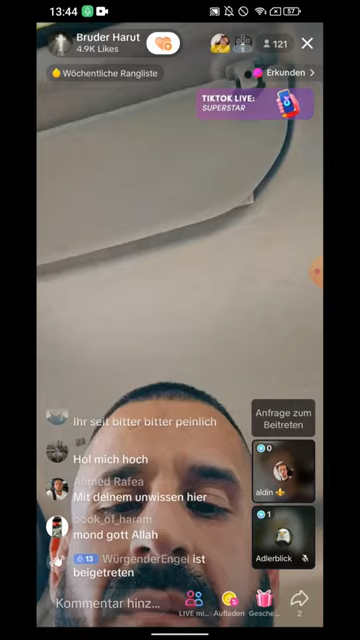 13:44
57
Bruder Harut
4.9K Likes
121
Wöchentliche Rangliste
Erkunden
TIKTOK LIVE:
SUPERSTAR
Ihr seit bitter bitter peinlich
Hol mich hoch
Ahmed Rafea
Mit deinem unwissen hier
book_of_haram
mond gott Allah
13 WürgenderEngel ist
beigetreten
Anfrage zum
Beitreten
0
aldin
1
Adlerblick
Kommentar hinz...
LIVE mi...
Aufladen
Gesche...
2